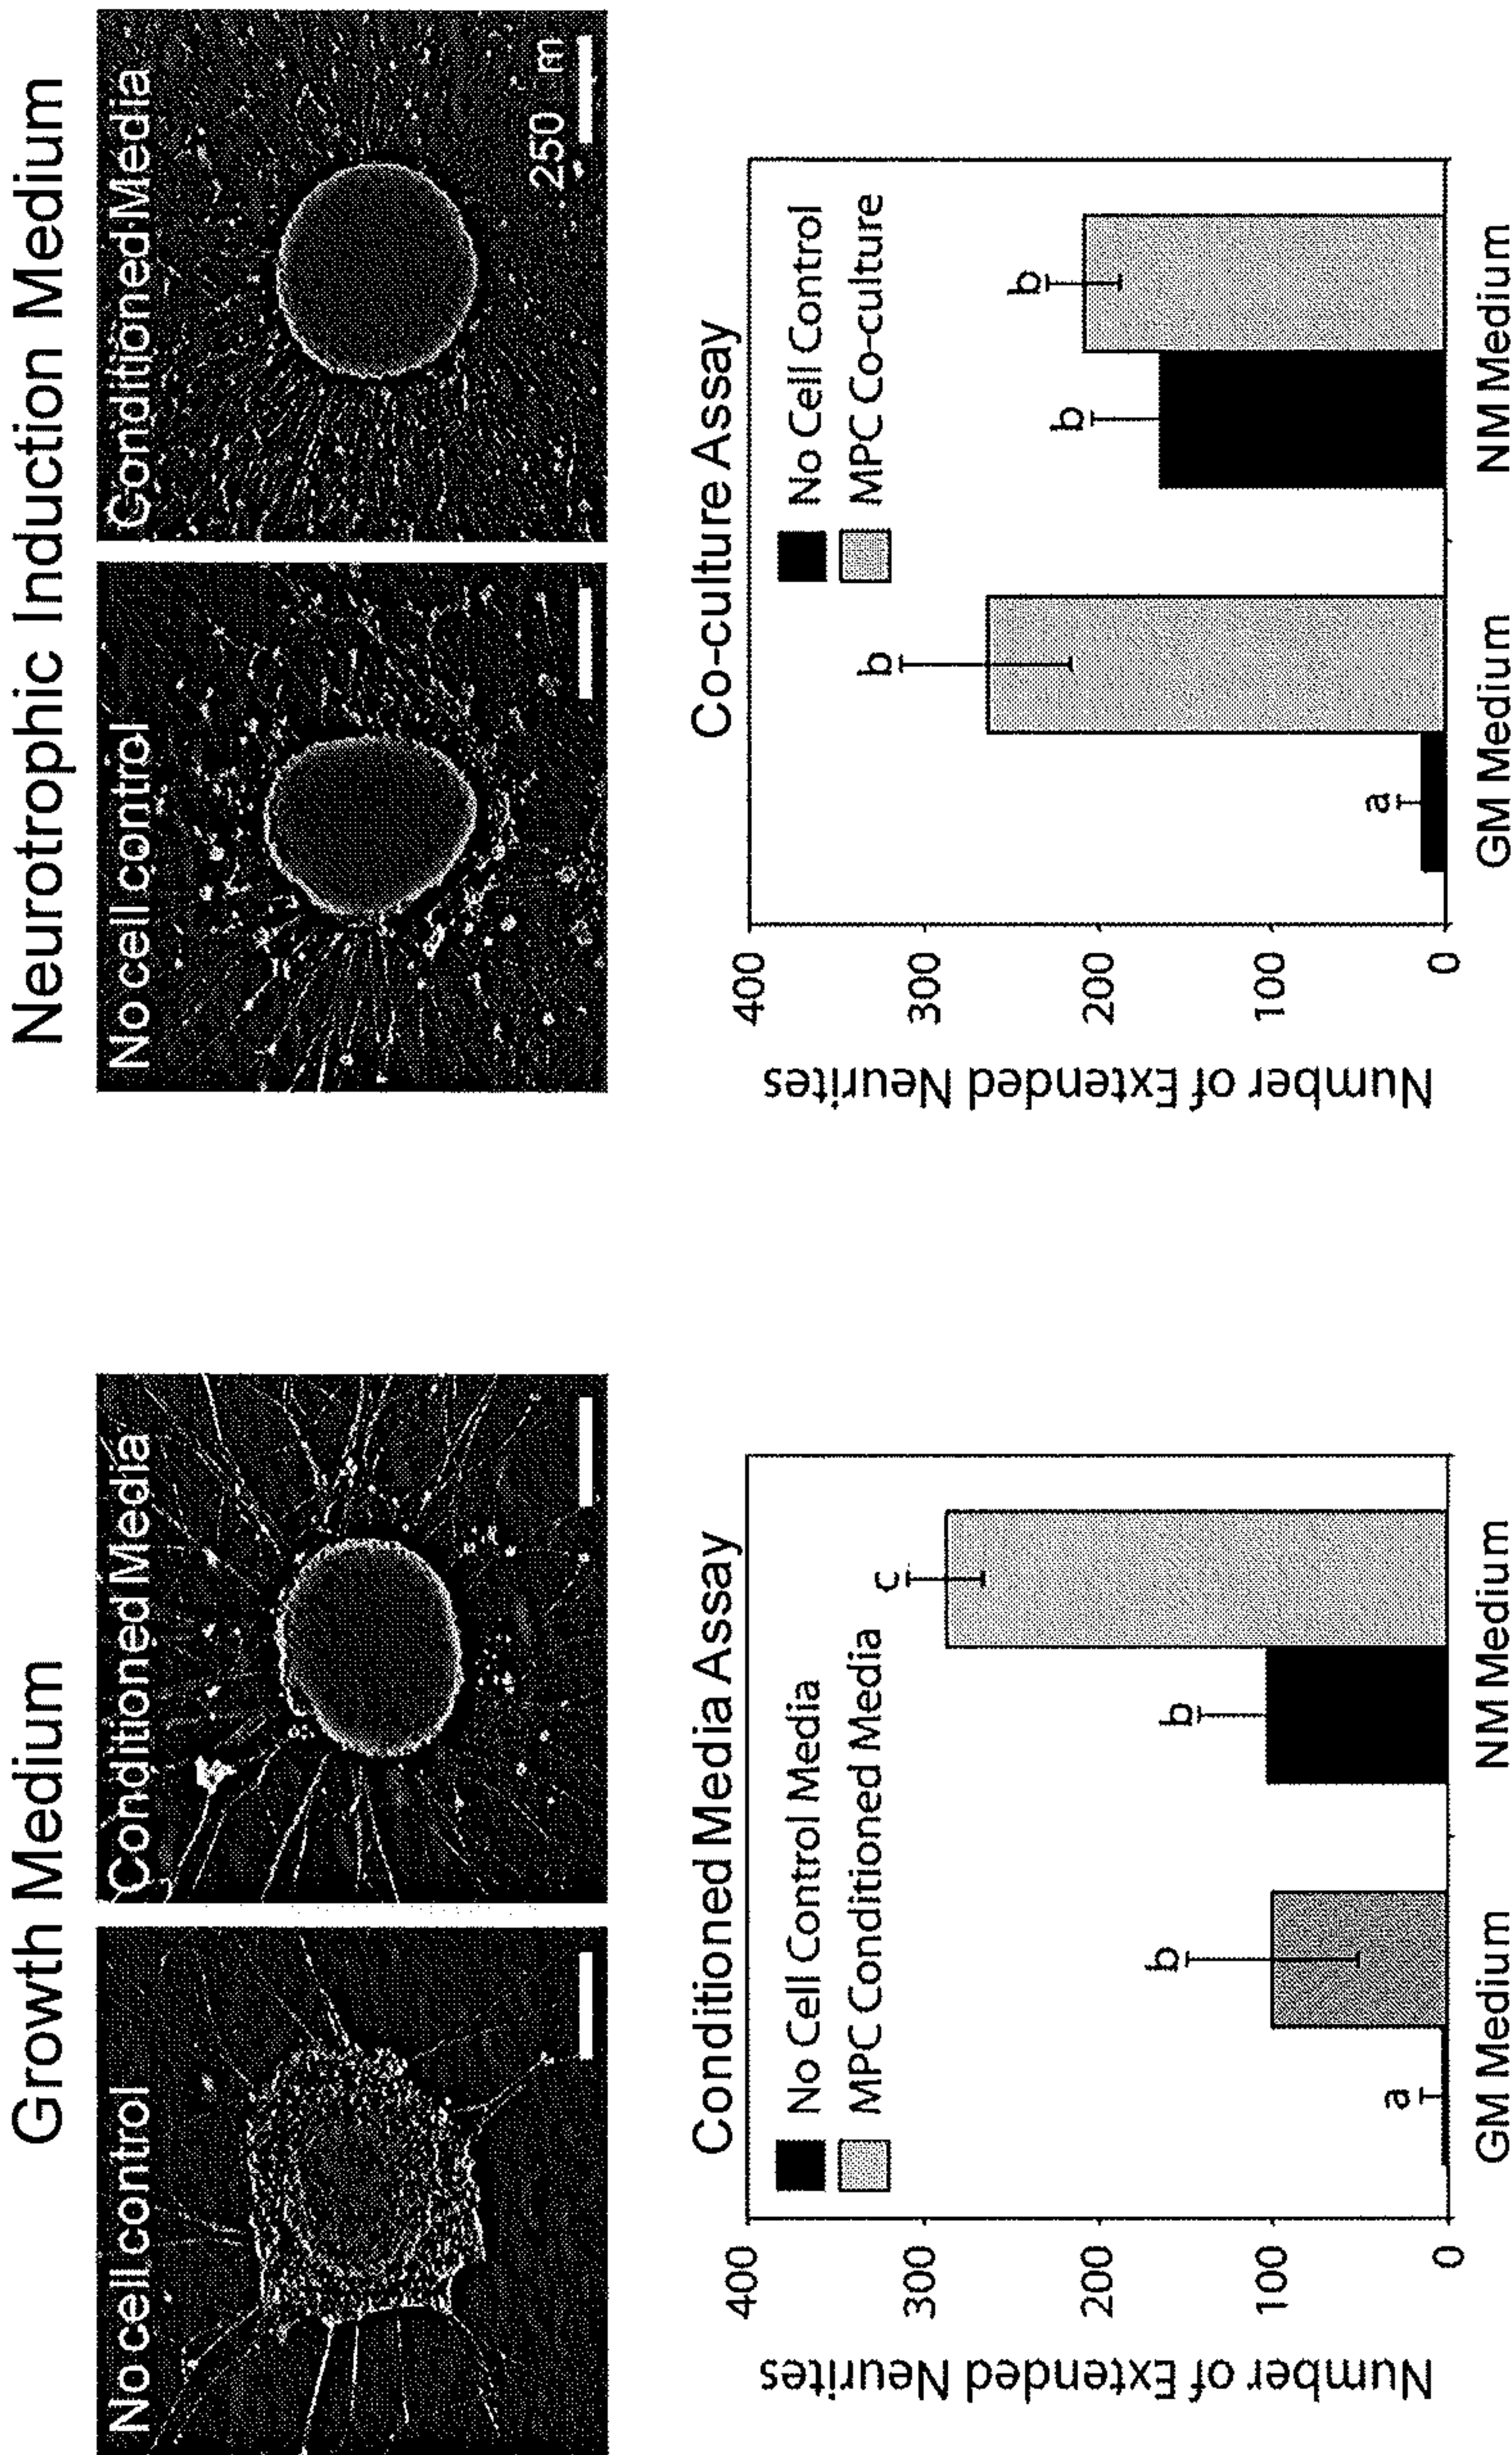 Growth Medium
Neurotrophic Induction Medium
No cell control
Conditioned Media
No cell control
Conditioned Media
250 m
Conditioned Media Assay
No Cell Control Media
MPC Conditioned Media
Number of Extended Neurites
400
300
200
100
0
a
b
b
c
GM Medium
NM Medium
Co-culture Assay
No Cell Control
MPC Co-culture
Number of Extended Neurites
400
300
200
100
0
a
b
b
b
GM Medium
NM Medium